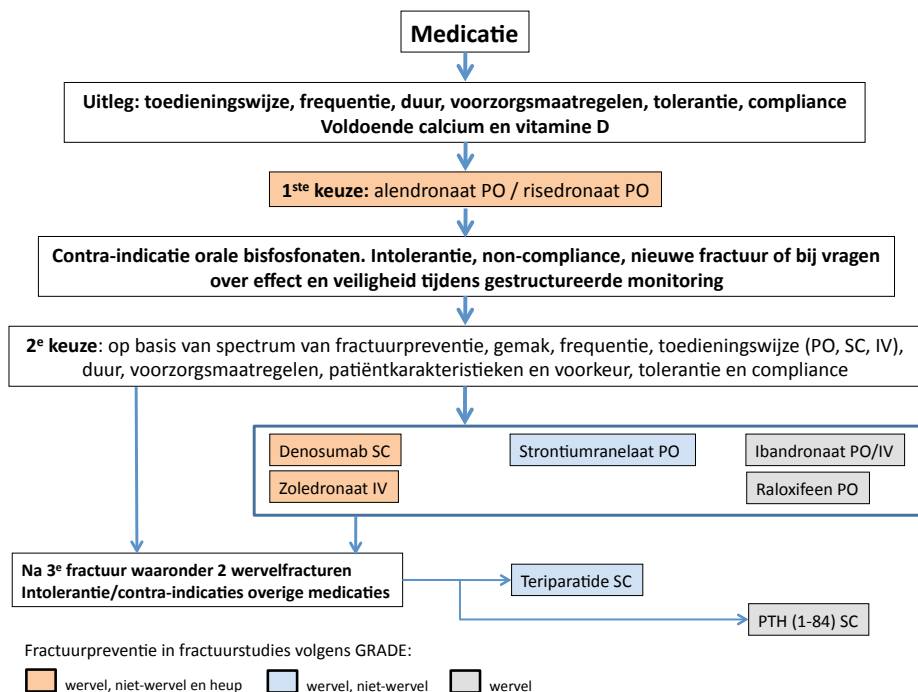 Medicatie
Uitleg: toedieningswijze, frequentie, duur, voorzorgsmaatregelen, tolerantie, compliance
Voldoende calcium en vitamine D
1ste keuze: alendronaat PO / risedronaat PO
Contra-indicatie orale bisfosfonaten. Intolerantie, non-compliance, nieuwe fractuur of bij vragen
over effect en veiligheid tijdens gestructureerde monitoring
2e keuze: op basis van spectrum van fractuurpreventie, gemak, frequentie, toedieningswijze (PO, SC, IV),
duur, voorzorgsmaatregelen, patiëntkarakteristieken en voorkeur, tolerantie en compliance
Denosumab SC
Strontiumranelaat PO
Ibandronaat PO/IV
Zoledronaat IV
Raloxifeen PO
Na 3e fractuur waaronder 2 wervelfracturen
Intolerantie/contra-indicaties overige medicaties
Teriparatide SC
PTH (1-84) SC
Fractuurpreventie in fractuurstudies volgens GRADE:
wervel, niet-wervel en heup
wervel, niet-wervel
wervel